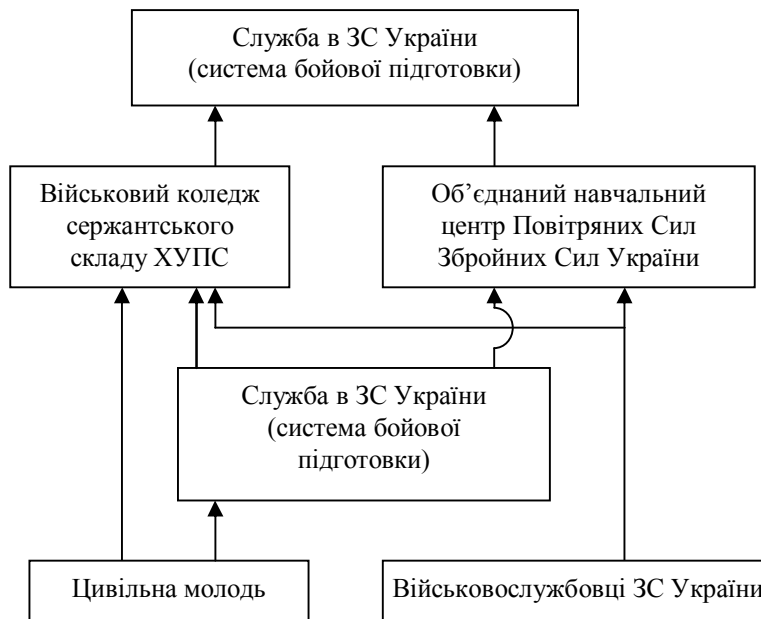 Служба в ЗС України
(система бойової підготовки)
Військовий коледж
сержантського
складу ХУПС
Об’єднаний навчальний
центр Повітряних Сил
Збройних Сил України
Служба в ЗС України
(система бойової
підготовки)
Цивільна молодь
Військовослужбовці ЗС України